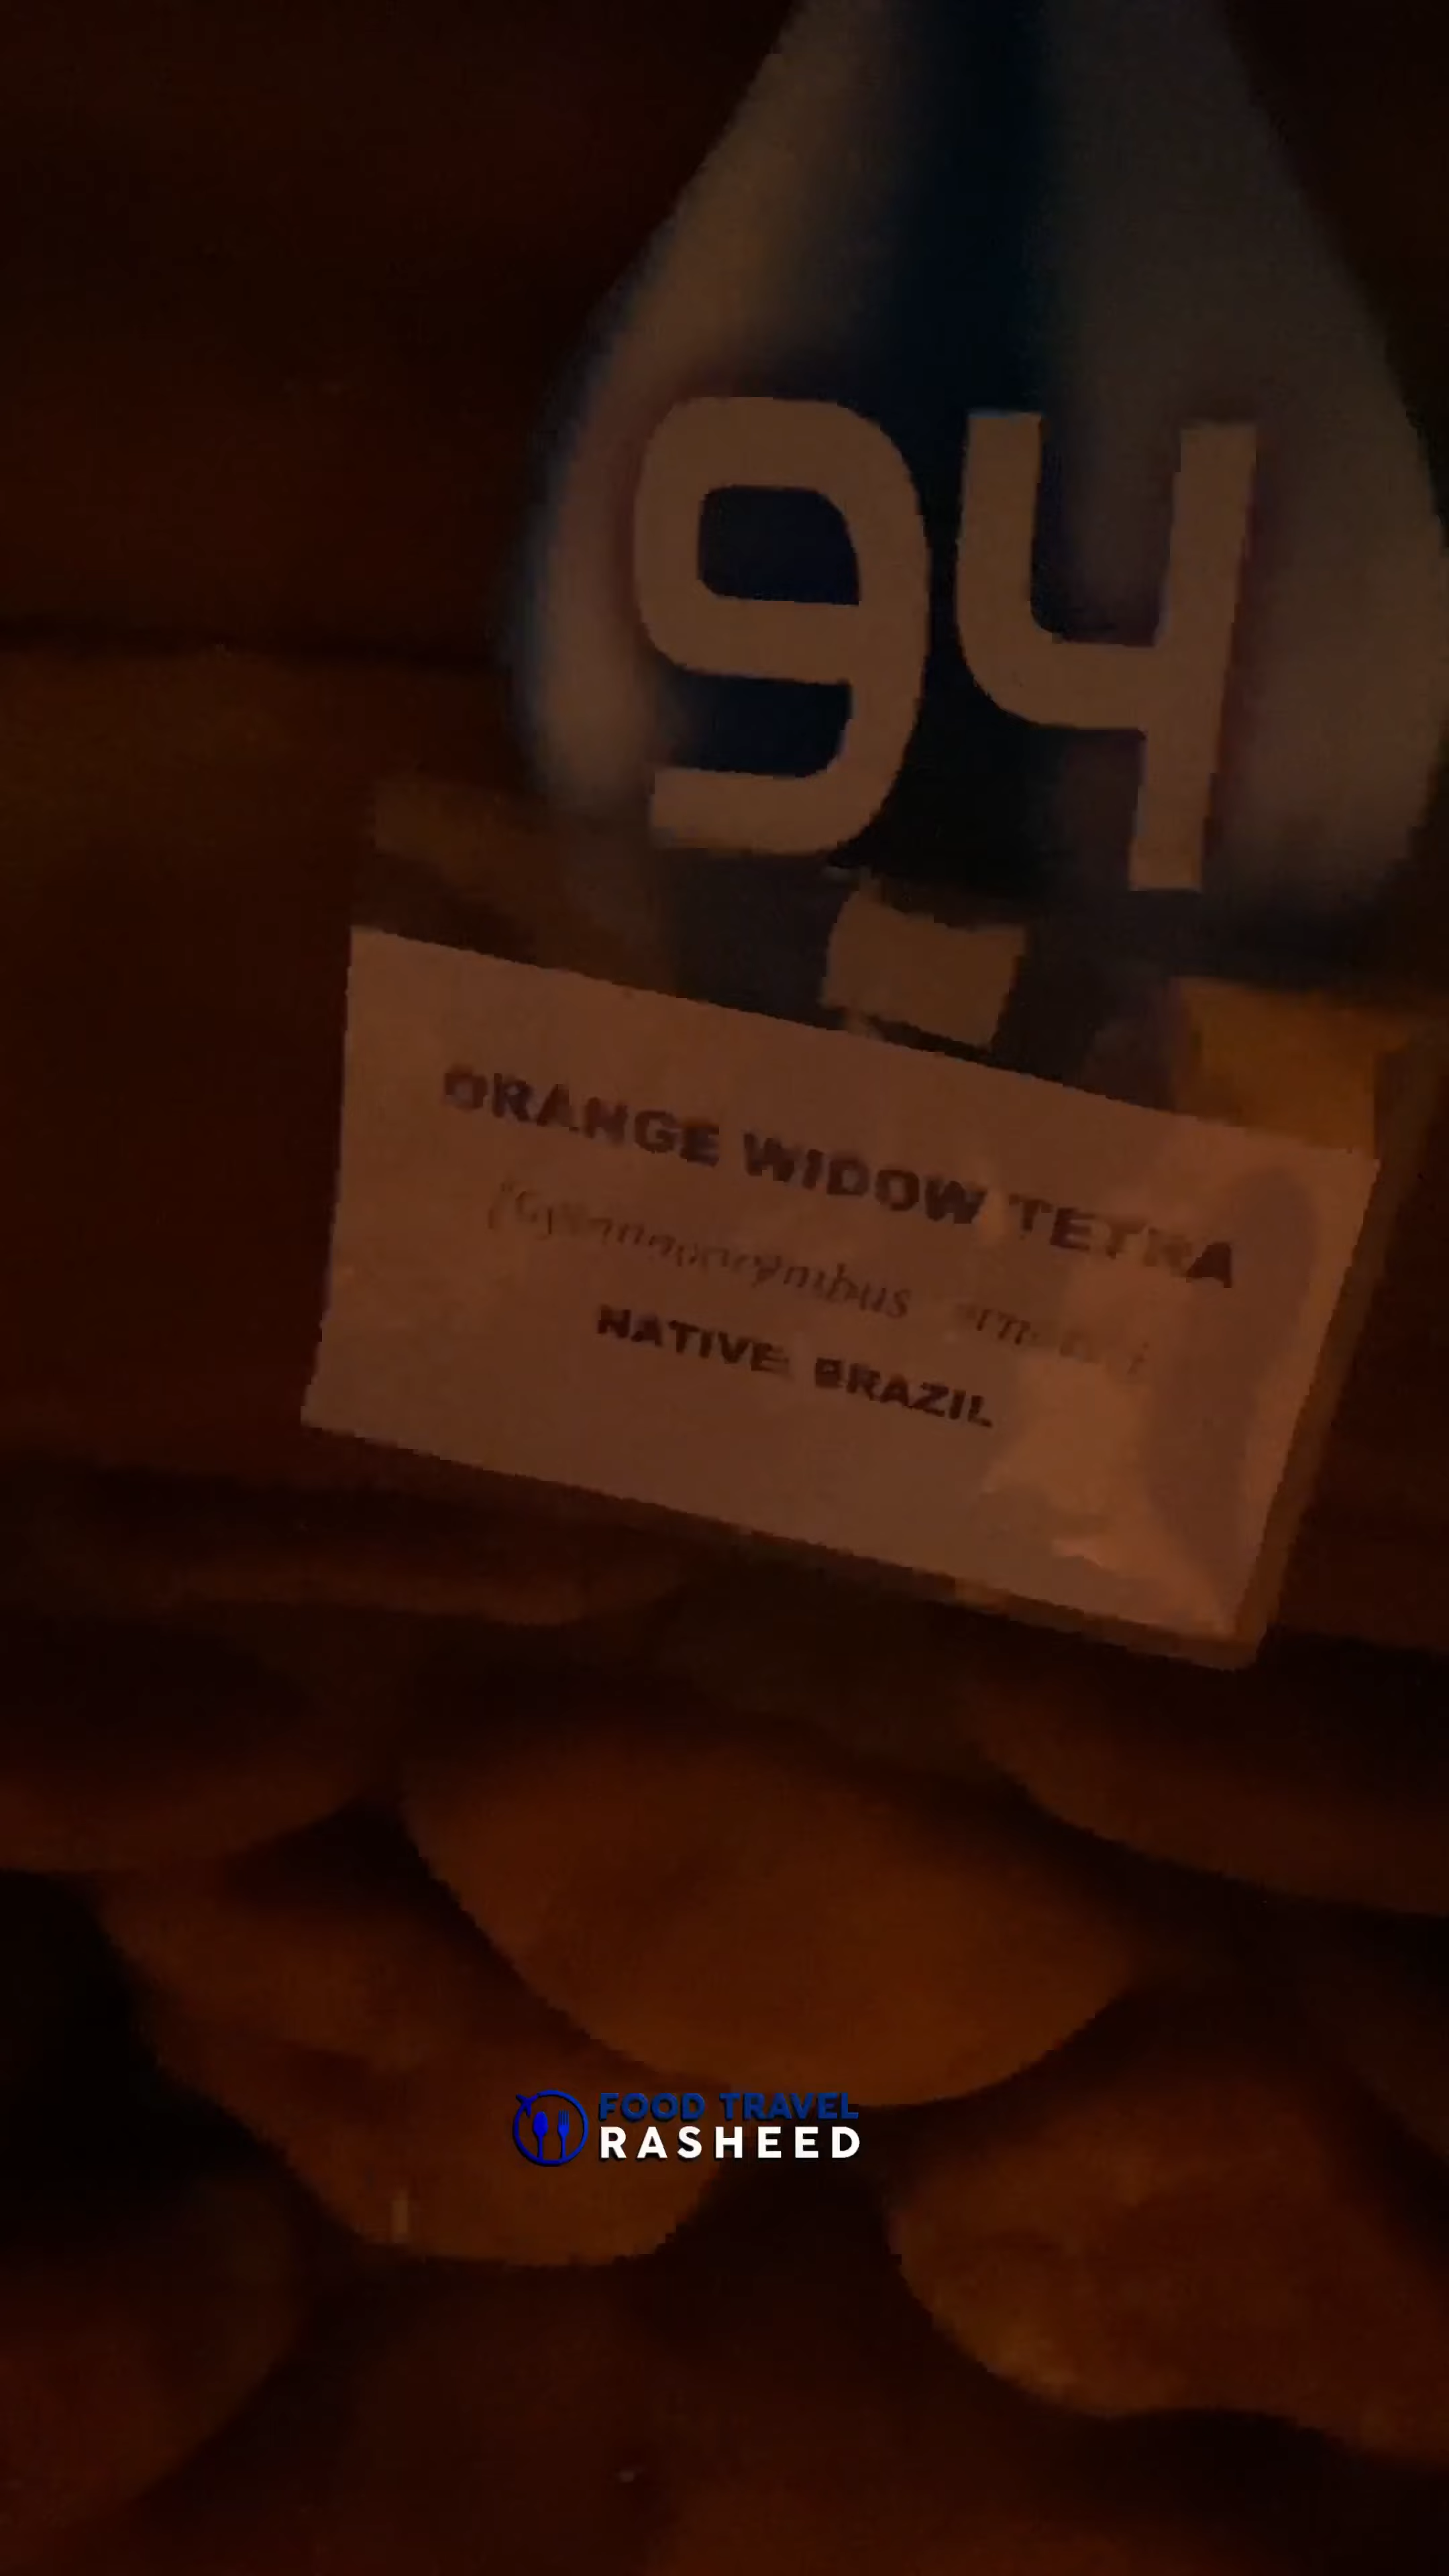 94
ORANGE WIDOW TETRA
NATIVE: BRAZIL
FOOD TRAVEL
RASHEED